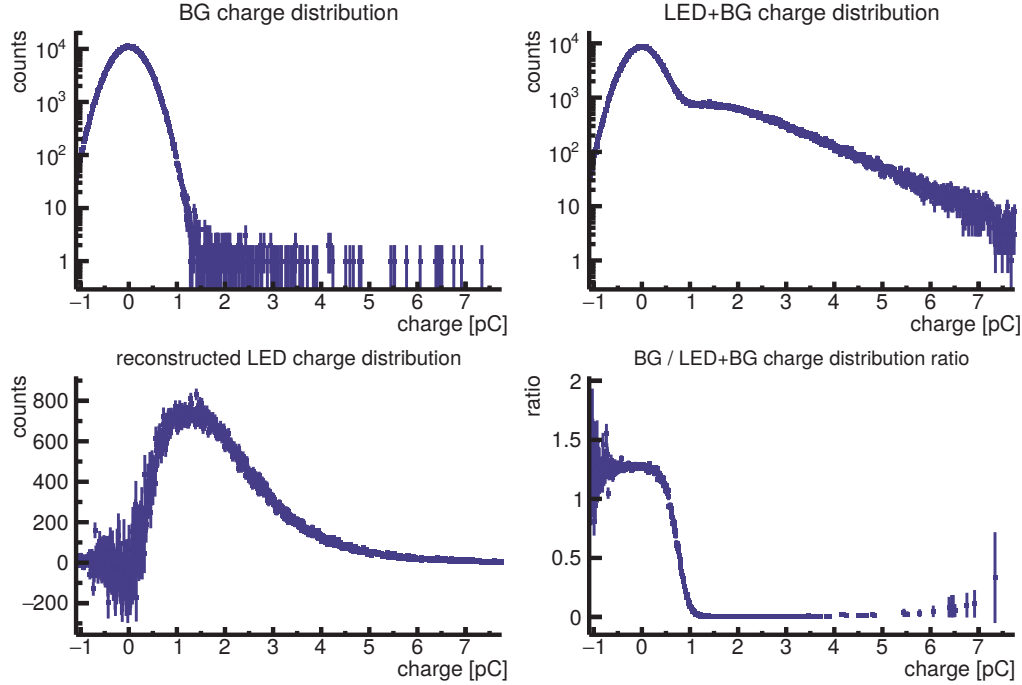 BG charge distribution
counts
10⁴
10³
10²
10
1
−1 0 1 2 3 4 5 6 7
charge [pC]
LED+BG charge distribution
counts
10⁴
10³
10²
10
1
−1 0 1 2 3 4 5 6 7
charge [pC]
reconstructed LED charge distribution
counts
800
600
400
200
0
−200
−1 0 1 2 3 4 5 6 7
charge [pC]
BG / LED+BG charge distribution ratio
ratio
2
1.5
1
0.5
0
−1 0 1 2 3 4 5 6 7
charge [pC]